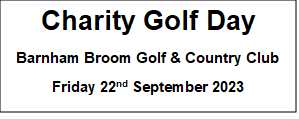 Charity Golf Day
Barnham Broom Golf & Country Club
Friday 22nd September 2023